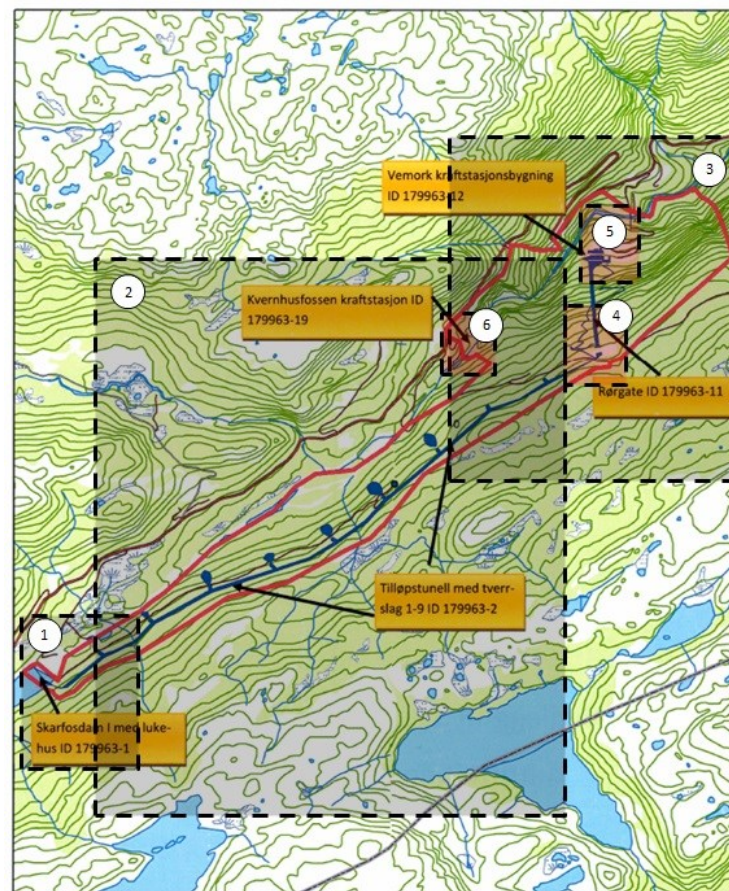 3
Vemork kraftstasjonsbygning
ID 179963-12
5
2
Kvernhusfossen kraftstasjon ID
179963-19
6
4
Rørgate ID 179963-11
Tilløpstunell med tverr-
slag 1-9 ID 179963-2
1
Skarfosdam I med luke-
hus ID 179963-1